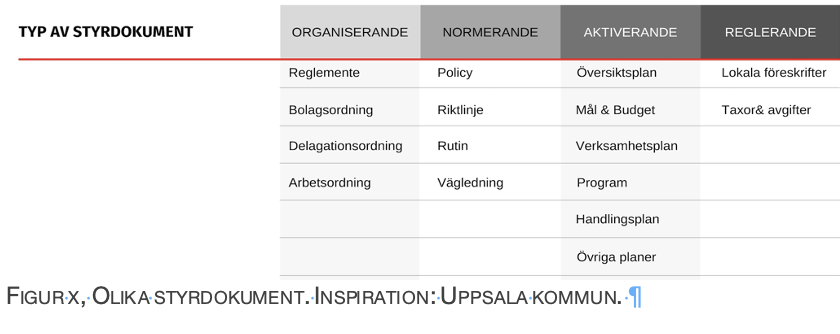 TYP AV STYRDOKUMENT ORGANISERANDE NORMERANDE AKTIVERANDE REGLERANDE
Reglemente Policy Översiktsplan Lokala föreskrifter
Bolagsordning Riktlinje Mål & Budget Taxor& avgifter
Delagationsordning Rutin Verksamhetsplan
Arbetsordning Vägledning Program
Handlingsplan
Övriga planer
FIGUR·X,·OLIKA·STYRDOKUMENT.·INSPIRATION:·UPPSALA·KOMMUN.·¶